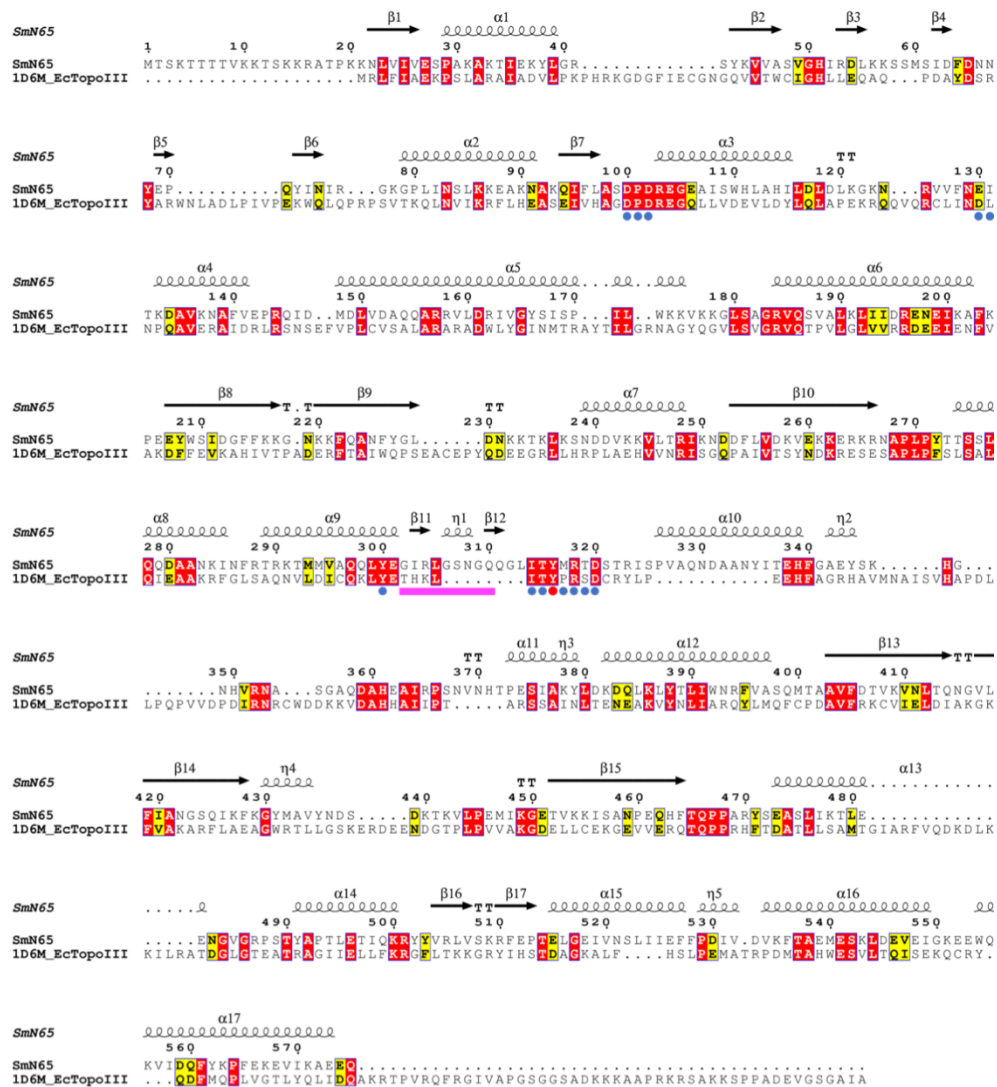 β1 α1 β2 β3 β4
SmN65
1 10 20 30 40 50 60
SmN65 MTSKTTTTVKKTSKKRATPKKNLVIVESPAKAKTIEKYLGR...............SYKVVASVGHIRDLKKSSMSIDFDNN
1D6M_EcTopoIII .....................MRLFIAEKPSLARAIADVLPKPHRKGDGFIECGNGQVVTWCIGHLLEQAQ...PDAYDSR
β5 β6 α2 β7 α3
SmN65 TT
70 80 90 100 110 120 130
SmN65 YEP..........QYINIR...GKGPLINSLKKEAKNAKQIFLASDPDREGEAISWHLAHILDLDLKGKN...RVVFNEI
1D6M_EcTopoIII YARWNLADLPIVPEKWQLQPRPSVTKQLNVIKRFLHEASEIVHAGDPDREGQLLVDEVLDYLQLAPEKRQQVQRCLINDL
α4 α5 α6
SmN65
140 150 160 170 180 190 200
SmN65 TKDAVKNAFVEPRQID..MDLVDAQQARRVLDRIVGYSISP...IL..WKKVKKGLSAGRVQSVALKLIIDRENEIKAFK
1D6M_EcTopoIII NPQAVERAIDRLRSNSEFVPLCVSALARARADWLYGINMTRAYTILGRNAGYQGVLSVGRVQTPVLGLVVRRDEEIENFV
β8 β9 α7 β10
SmN65 T.T TT
210 220 230 240 250 260 270
SmN65 PEEYWSIDGFFKKG.NKKFQANFYGL......DNKKTKLKSNDDVKKVLTRIKNDDFLVDKVEKKERKRNAPLPYTTSSL
1D6M_EcTopoIII AKDFFEVKAHIVTPADERFTAIWQPSEACEPYQDEEGRLLHRPLAEHVVNRISGQPAIVTSYNDKRESESAPLPFSLSAL
α8 α9 β11 η1 β12 α10 η2
SmN65
280 290 300 310 320 330 340
SmN65 QQDAANKINFRTRKTMMVAQQLYEGIRLGSNGQQGLITYMRTDSTRISPVAQNDAANYITEHFGAEYSK.....HG....
1D6M_EcTopoIII QIEAAKRFGLSAQNVLDICQKLYETHKL........ITYPRSDCRYLP...........EEHFAGRHAVMNAISVHAPDL
α11 η3 α12 β13
SmN65 TT TT
350 360 370 380 390 400 410
SmN65 .......NHVRNA...SGAQDAHEAIRPSNVNHTPESIAKYLDKDQLKLYTLIWNRFVASQMTAAVFDTVKVNLTQNGVL
1D6M_EcTopoIII LPQPVVDPDIRNRCWDDKKVDAHHAIIPT.....ARSSAINLTENEAKVYNLIARQYLMQFCPDAVFRKCVIELDIAKGK
β14 η4 β15 α13
SmN65 TT
420 430 440 450 460 470 480
SmN65 FIANGSQIKFKGYMAVYNDS.....DKTKVLPEMIKGETVKKISANPEQHFTQPPARYSEASLIKTLE............
1D6M_EcTopoIII FVAKARFLAEAGWRTLLGSKERDEENDGTPLPVVAKGDELLCEKGEVVERQTQPPRHFTDATLLSAMTGIARFVQDKDLK
α14 β16 β17 α15 η5 α16
SmN65 TT
490 500 510 520 530 540 550
SmN65 ......NGVGRPSTYAPTLETIQKRYYVRLVSKRFEPTELGEIVNSLIIEFFPDIV.DVKFTAEMESKLDEVEIGKEEWQ
1D6M_EcTopoIII KILRATDGLGTEATRAGIIELLFKRGFLTKKGRYIHSTDAGKALF....HSLPEMATRPDMTAHWESVLTQISEKQCRY.
α17
SmN65
560 570
SmN65 KVIDQFYKPFEKEVIKAEEQ
1D6M_EcTopoIII ...QDFMQPLVGTLYQLIDQAKRTPVRQFRGIVAPGSGGSADKKKAAPRKRSAKKSPPADEVGSGAIA